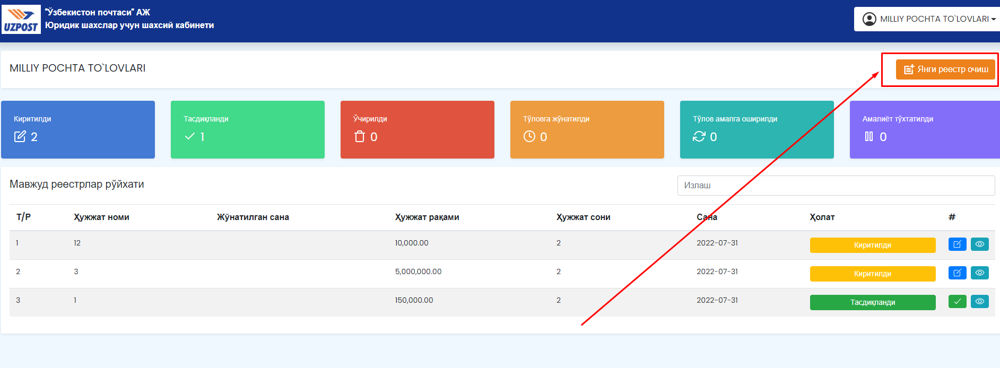 "Ўзбекистон почтаси" АЖ
UZPOST
Юридик шахслар учун шахсий кабинети
MILLIY POCHTA TO`LOVLARI
MILLIY POCHTA TO`LOVLARI
Янги реестр очиш
Киритилди
2
Тасдиқланди
1
Ўчирилди
0
Тўловга жўнатилди
0
Тўлов амалга оширилди
0
Амалиёт тўхтатилди
0
Мавжуд реестрлар рўйхати
Излаш
Т/Р Ҳужжат номи Жўнатилган сана Ҳужжат рақами Ҳужжат сони Сана Ҳолат #
1 12 10,000.00 2 2022-07-31 Киритилди
2 3 5,000,000.00 2 2022-07-31 Киритилди
3 1 150,000.00 2 2022-07-31 Тасдиқланди